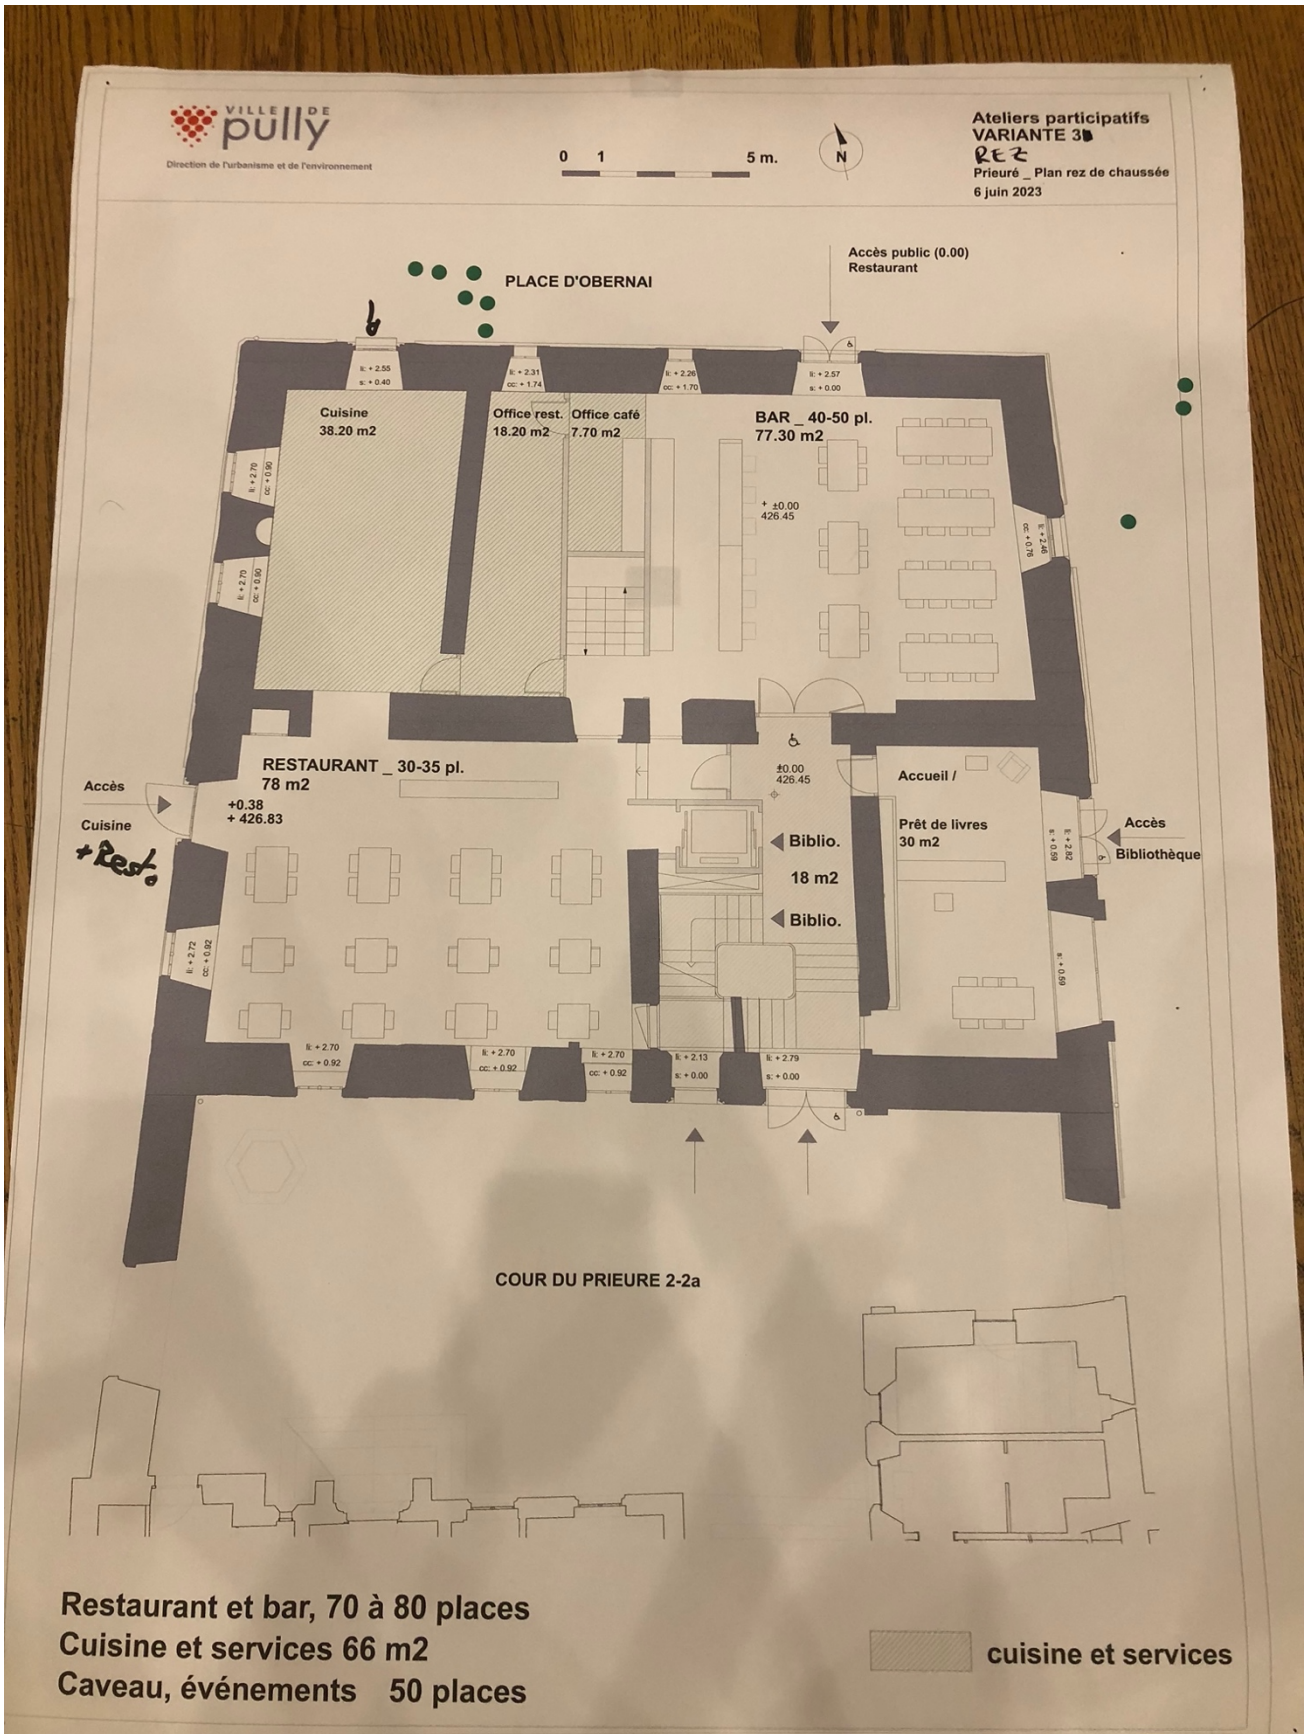 VILLE DE
pully
Direction de l'urbanisme et de l'environnement
0 1 5 m.
N
Ateliers participatifs
VARIANTE 3
REZ
Prieuré _ Plan rez de chaussée
6 juin 2023
Accès public (0.00)
Restaurant
PLACE D'OBERNAI
li: + 2.55
s: + 0.40
li: + 2.31
cc: + 1.74
li: + 2.26
cc: + 1.70
li: + 2.57
s: + 0.00
Cuisine
38.20 m2
Office rest.
18.20 m2
Office café
7.70 m2
BAR _ 40-50 pl.
77.30 m2
li: + 2.70
cc: + 0.90
+ ±0.00
426.45
li: + 2.46
cc: + 0.76
li: + 2.70
cc: + 0.90
RESTAURANT _ 30-35 pl.
78 m2
+0.38
+ 426.83
±0.00
426.45
Accueil /
Prêt de livres
30 m2
Accès
Cuisine
+ Rest.
Biblio.
18 m2
Biblio.
li: + 2.82
s: + 0.59
Accès
Bibliothèque
li: + 2.72
cc: + 0.92
s: + 0.59
li: + 2.70
cc: + 0.92
li: + 2.70
cc: + 0.92
li: + 2.70
cc: + 0.92
li: + 2.13
s: + 0.00
li: + 2.79
s: + 0.00
COUR DU PRIEURE 2-2a
Restaurant et bar, 70 à 80 places
Cuisine et services 66 m2
Caveau, événements 50 places
cuisine et services